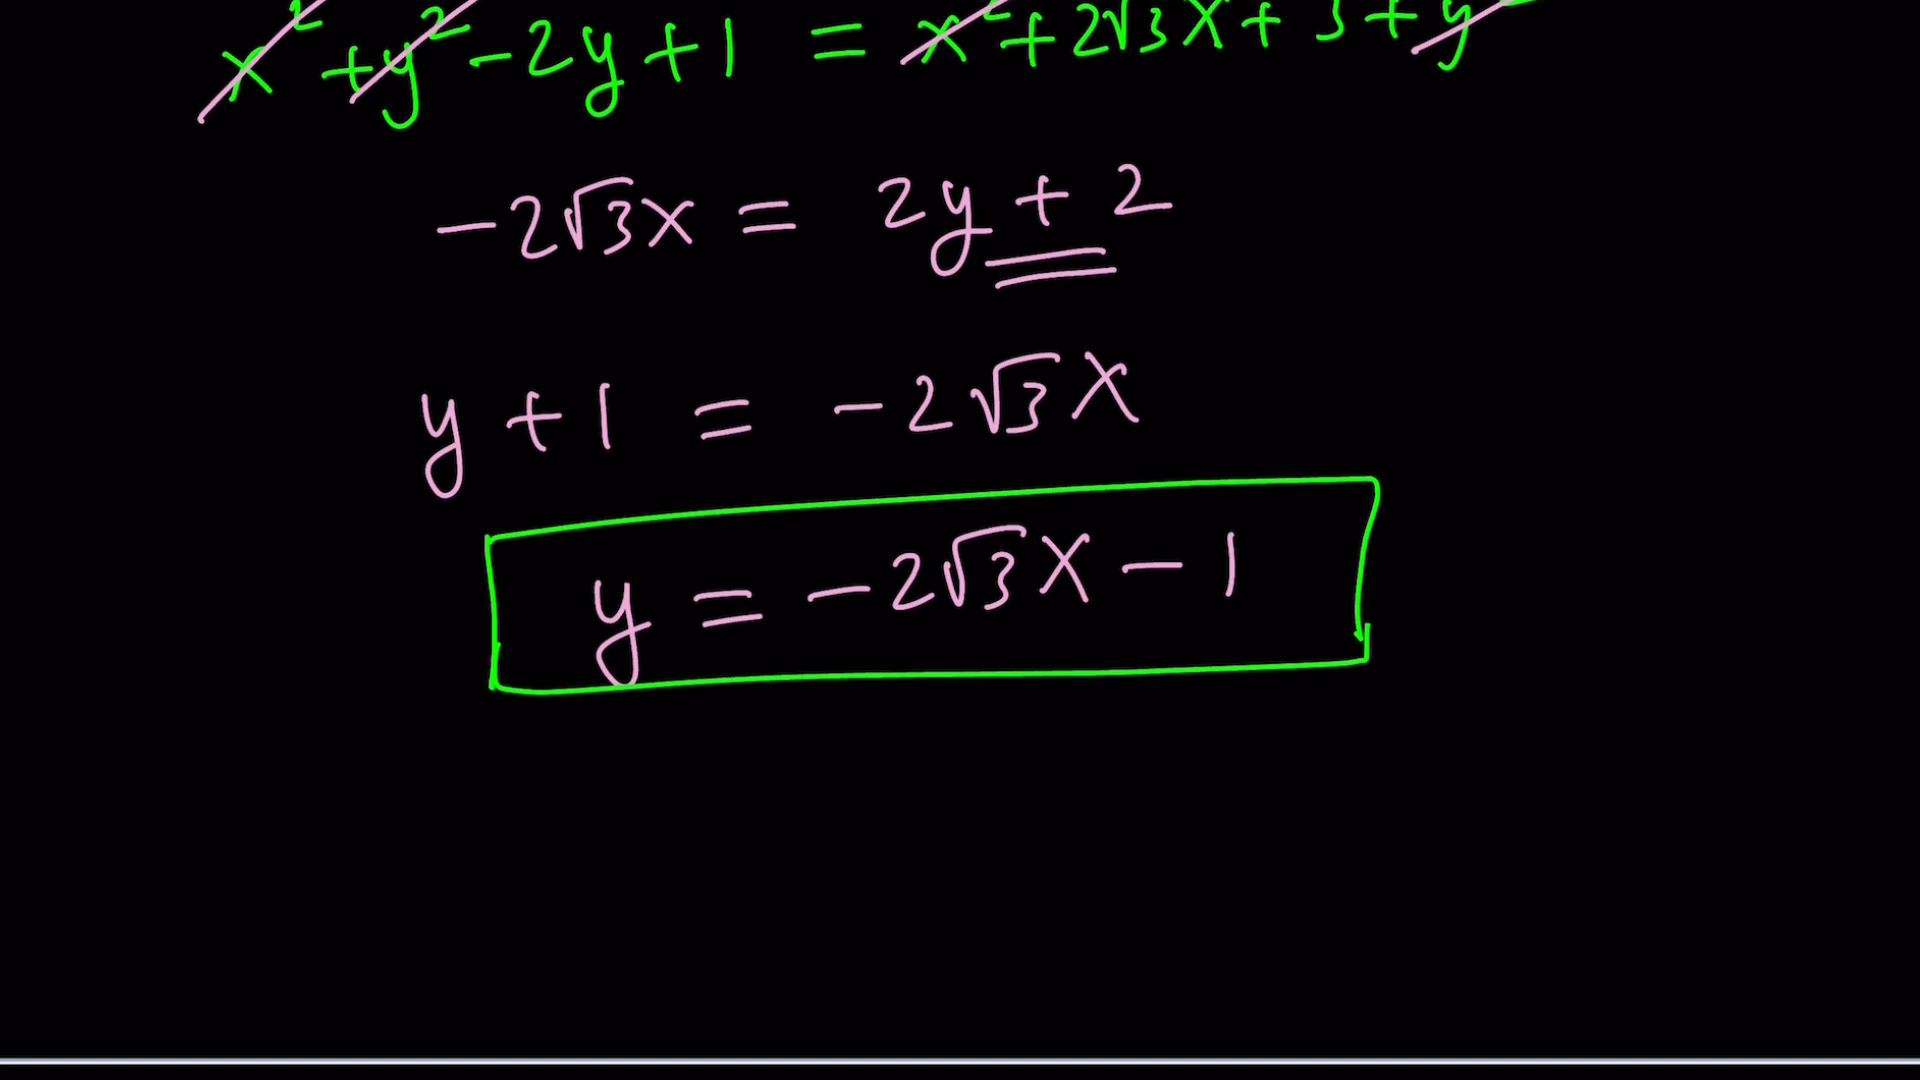 x² + y² - 2y + 1 = x² + 2√3x + 3 + y²
-2√3x = 2y + 2
y + 1 = -2√3x
y = -2√3x - 1